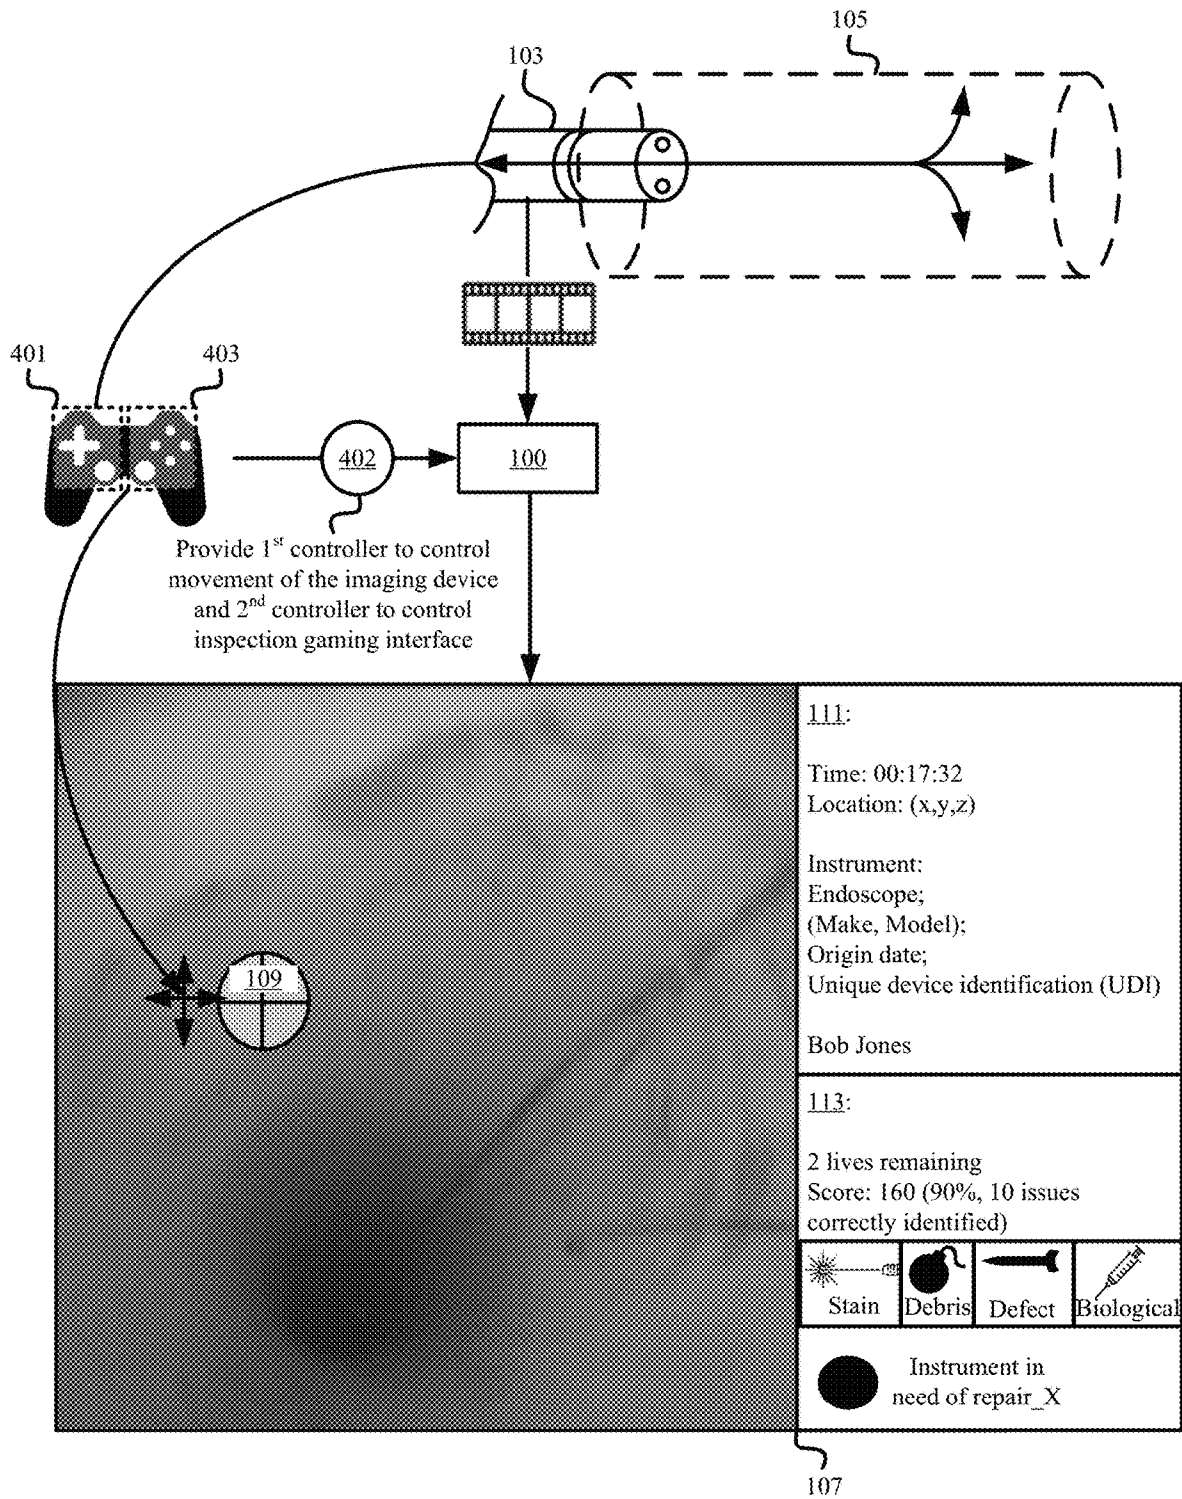 105
103
401
403
402
100
Provide 1st controller to control
movement of the imaging device
and 2nd controller to control
inspection gaming interface
111:
Time: 00:17:32
Location: (x,y,z)
Instrument:
Endoscope;
(Make, Model);
Origin date;
Unique device identification (UDI)
Bob Jones
109
113:
2 lives remaining
Score: 160 (90%, 10 issues
correctly identified)
Stain
Debris
Defect
Biological
Instrument in
need of repair_X
107